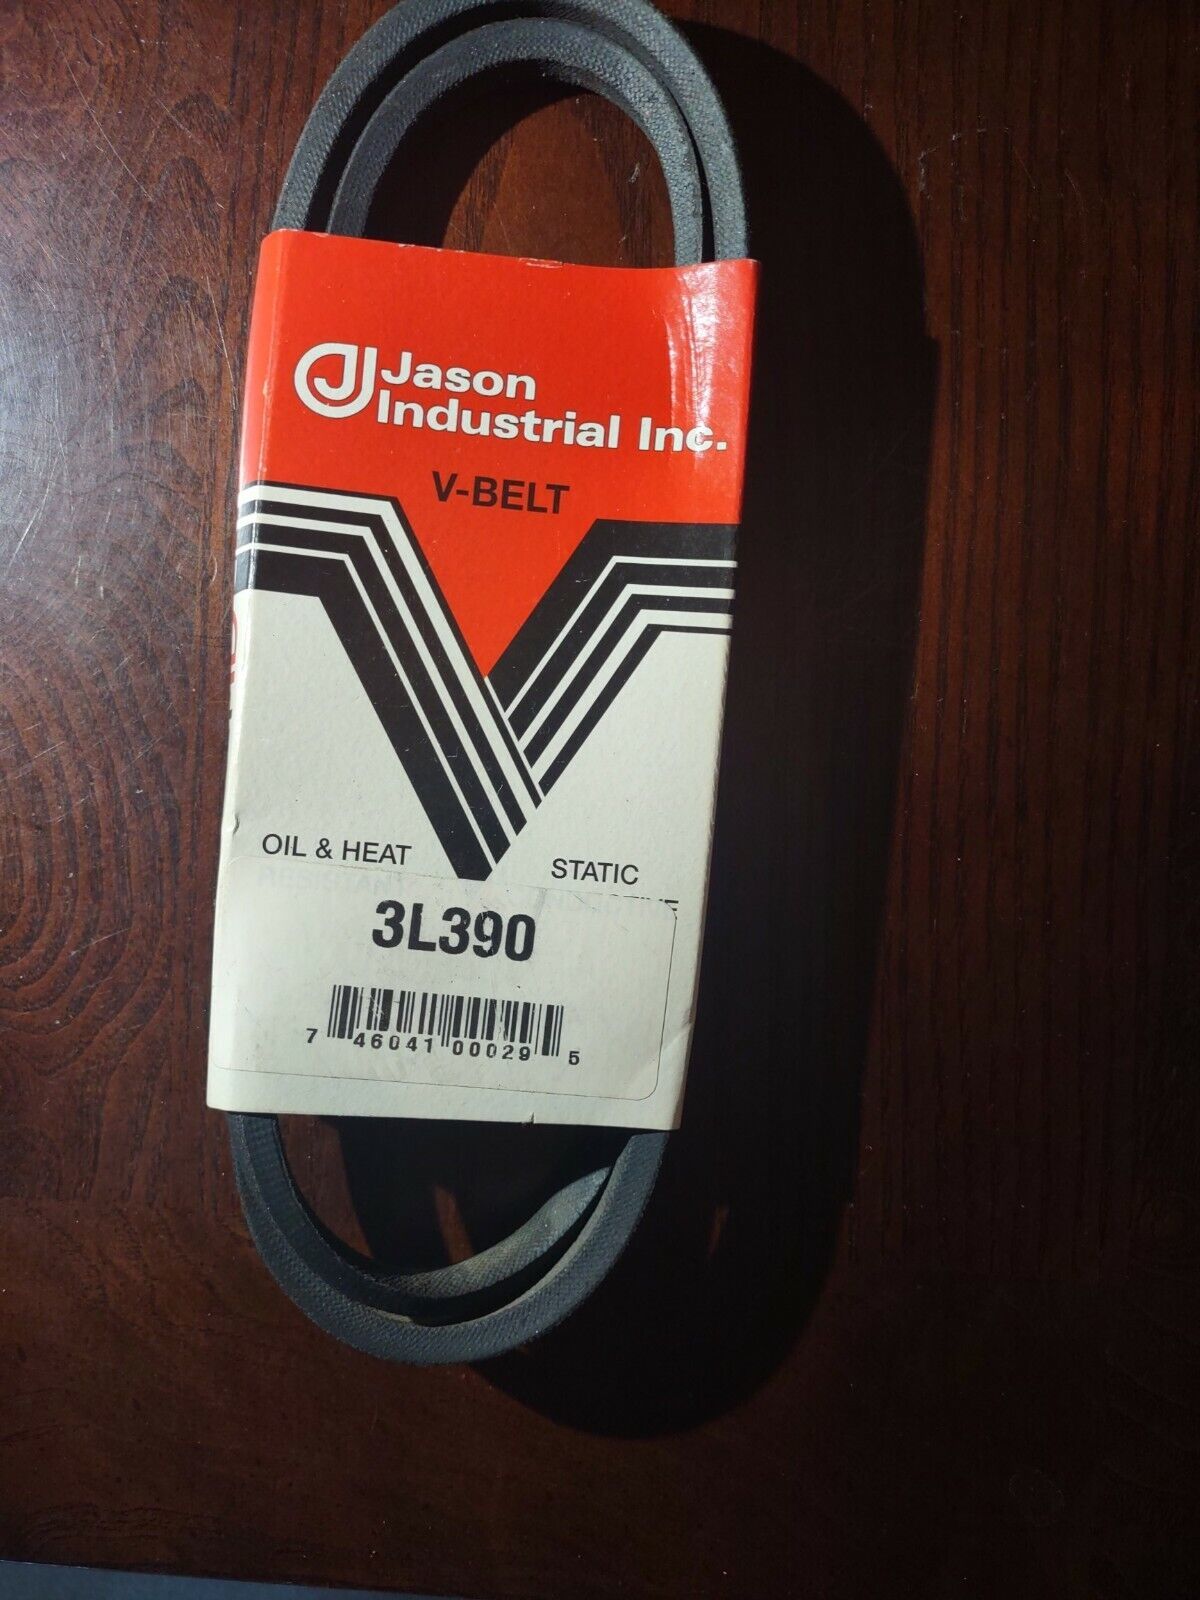 Jason
Industrial Inc.
V-BELT
OIL & HEAT
STATIC
3L390
7 46041 00029 5